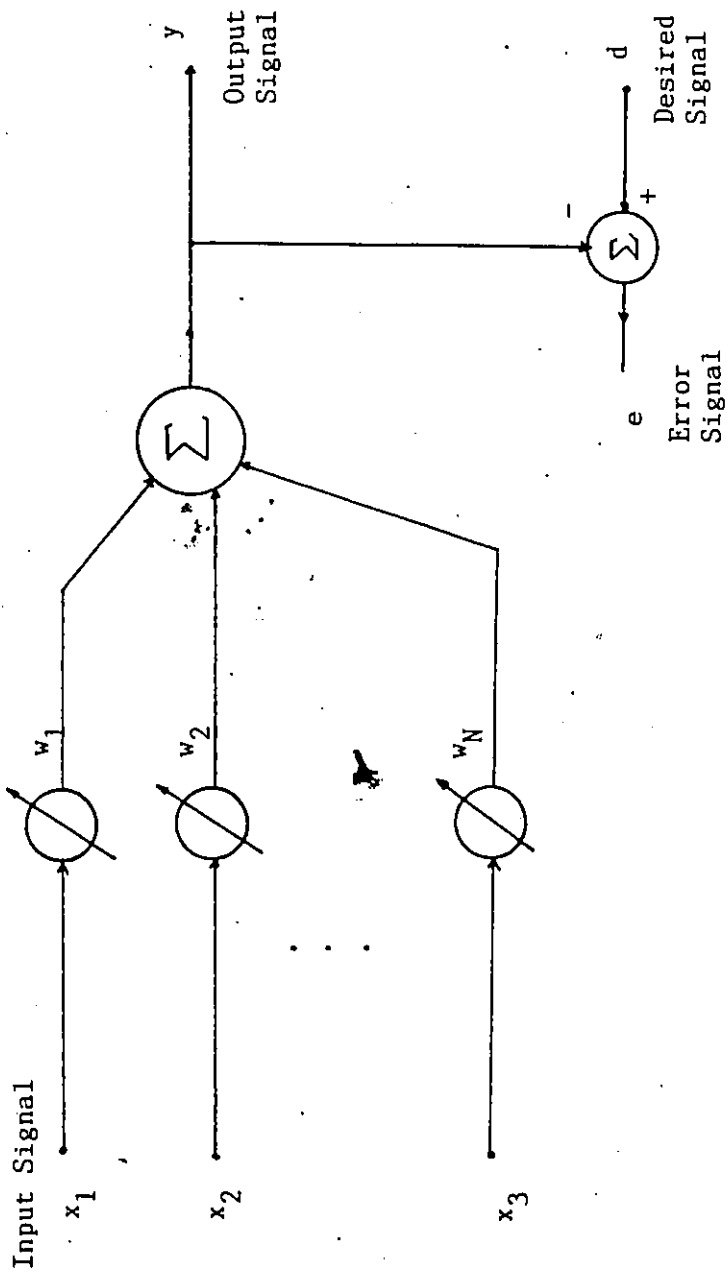 Input Signal
x1
w1
x2
w2
x3
wN
Σ
y
Output
Signal
-
Σ
+
d
Desired
Signal
e
Error
Signal